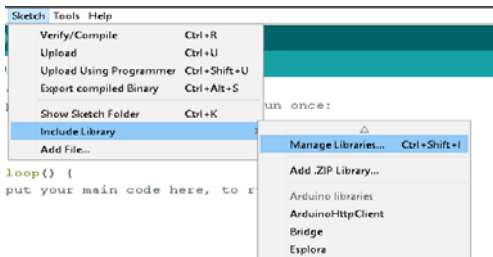 Sketch Tools Help
Verify/Compile Ctrl+R
Upload Ctrl+U
Upload Using Programmer Ctrl+Shift+U
Export compiled Binary Ctrl+Alt+S
Show Sketch Folder Ctrl+K
un once:
Include Library
Add File...
Manage Libraries... Ctrl+Shift+I
Add .ZIP Library...
loop() {
put your main code here, to r
Arduino libraries
ArduinoHttpClient
Bridge
Esplora